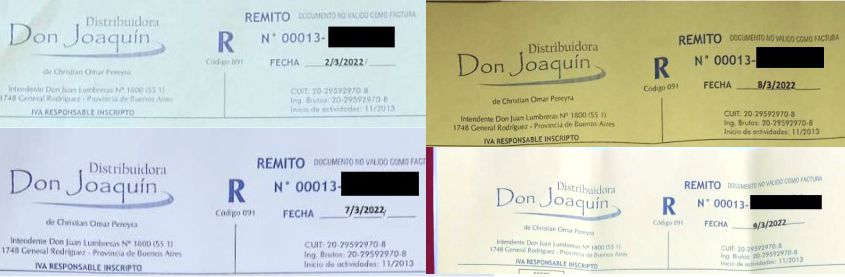 Distribuidora
Don Joaquín
de Christian Omar Pereyra
Intendente Don Juan Lumbreras Nº 1800 (55 1)
1748 General Rodríguez - Provincia de Buenos Aires
IVA RESPONSABLE INSCRIPTO
R
Código 091
REMITO DOCUMENTO NO VALIDO COMO FACTURA
N° 00013-
FECHA 2/3/2022
CUIT: 20-29592970-8
Ing. Brutos: 20-29592970-8
Inicio de actividades: 11/2013
Distribuidora
Don Joaquín
de Christian Omar Pereyra
Intendente Don Juan Lumbreras Nº 1800 (55 1)
1748 General Rodríguez - Provincia de Buenos Aires
IVA RESPONSABLE INSCRIPTO
R
Código 091
REMITO DOCUMENTO NO VALIDO COMO FACTURA
N° 00013-
FECHA 8/3/2022
CUIT: 20-29592970-8
Ing. Brutos: 20-29592970-8
Inicio de actividades: 11/2013
Distribuidora
Don Joaquín
de Christian Omar Pereyra
Intendente Don Juan Lumbreras Nº 1800 (55 1)
1748 General Rodríguez - Provincia de Buenos Aires
IVA RESPONSABLE INSCRIPTO
R
Código 091
REMITO DOCUMENTO NO VALIDO COMO FACTURA
N° 00013-
FECHA 7/3/2022
CUIT: 20-29592970-8
Ing. Brutos: 20-29592970-8
Inicio de actividades: 11/2013
Distribuidora
Don Joaquín
de Christian Omar Pereyra
Intendente Don Juan Lumbreras Nº 1800 (55 1)
1748 General Rodríguez - Provincia de Buenos Aires
IVA RESPONSABLE INSCRIPTO
R
Código 091
REMITO DOCUMENTO NO VALIDO COMO FACTURA
N° 00013-
FECHA 9/3/2022
CUIT: 20-29592970-8
Ing. Brutos: 20-29592970-8
Inicio de actividades: 11/2013